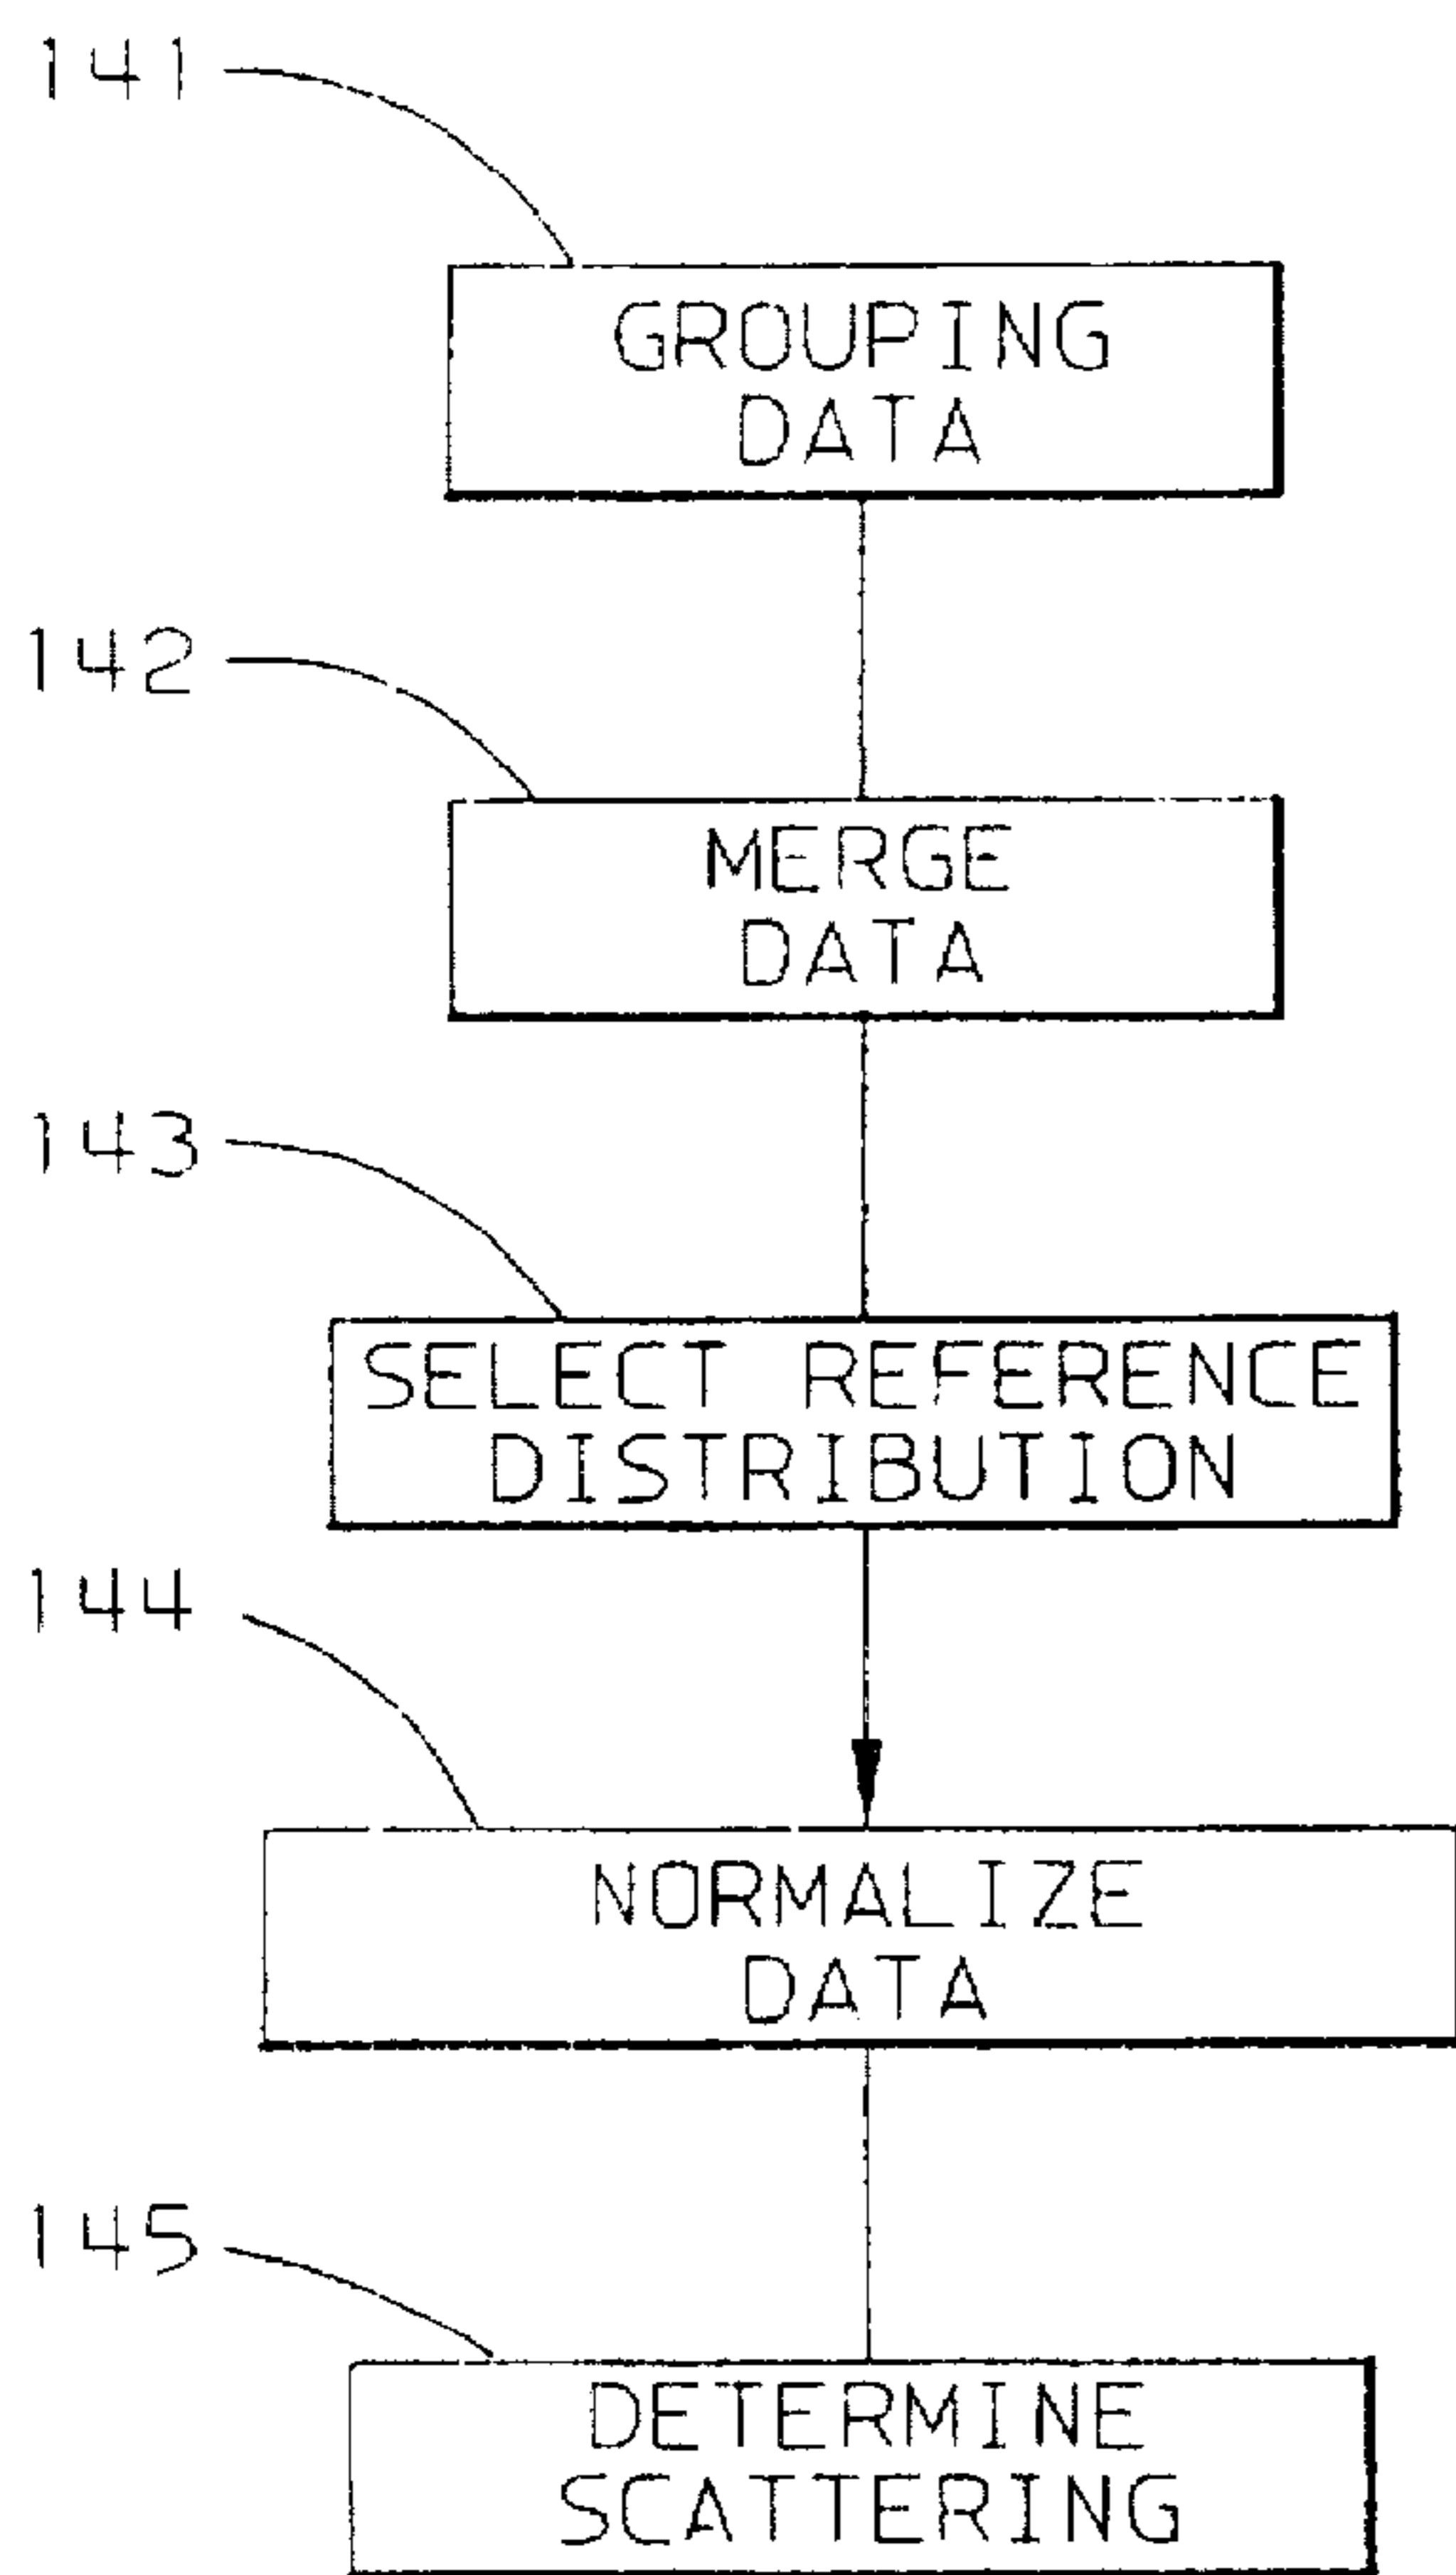 141
GROUPING
DATA
142
MERGE
DATA
143
SELECT REFERENCE
DISTRIBUTION
144
NORMALIZE
DATA
145
DETERMINE
SCATTERING